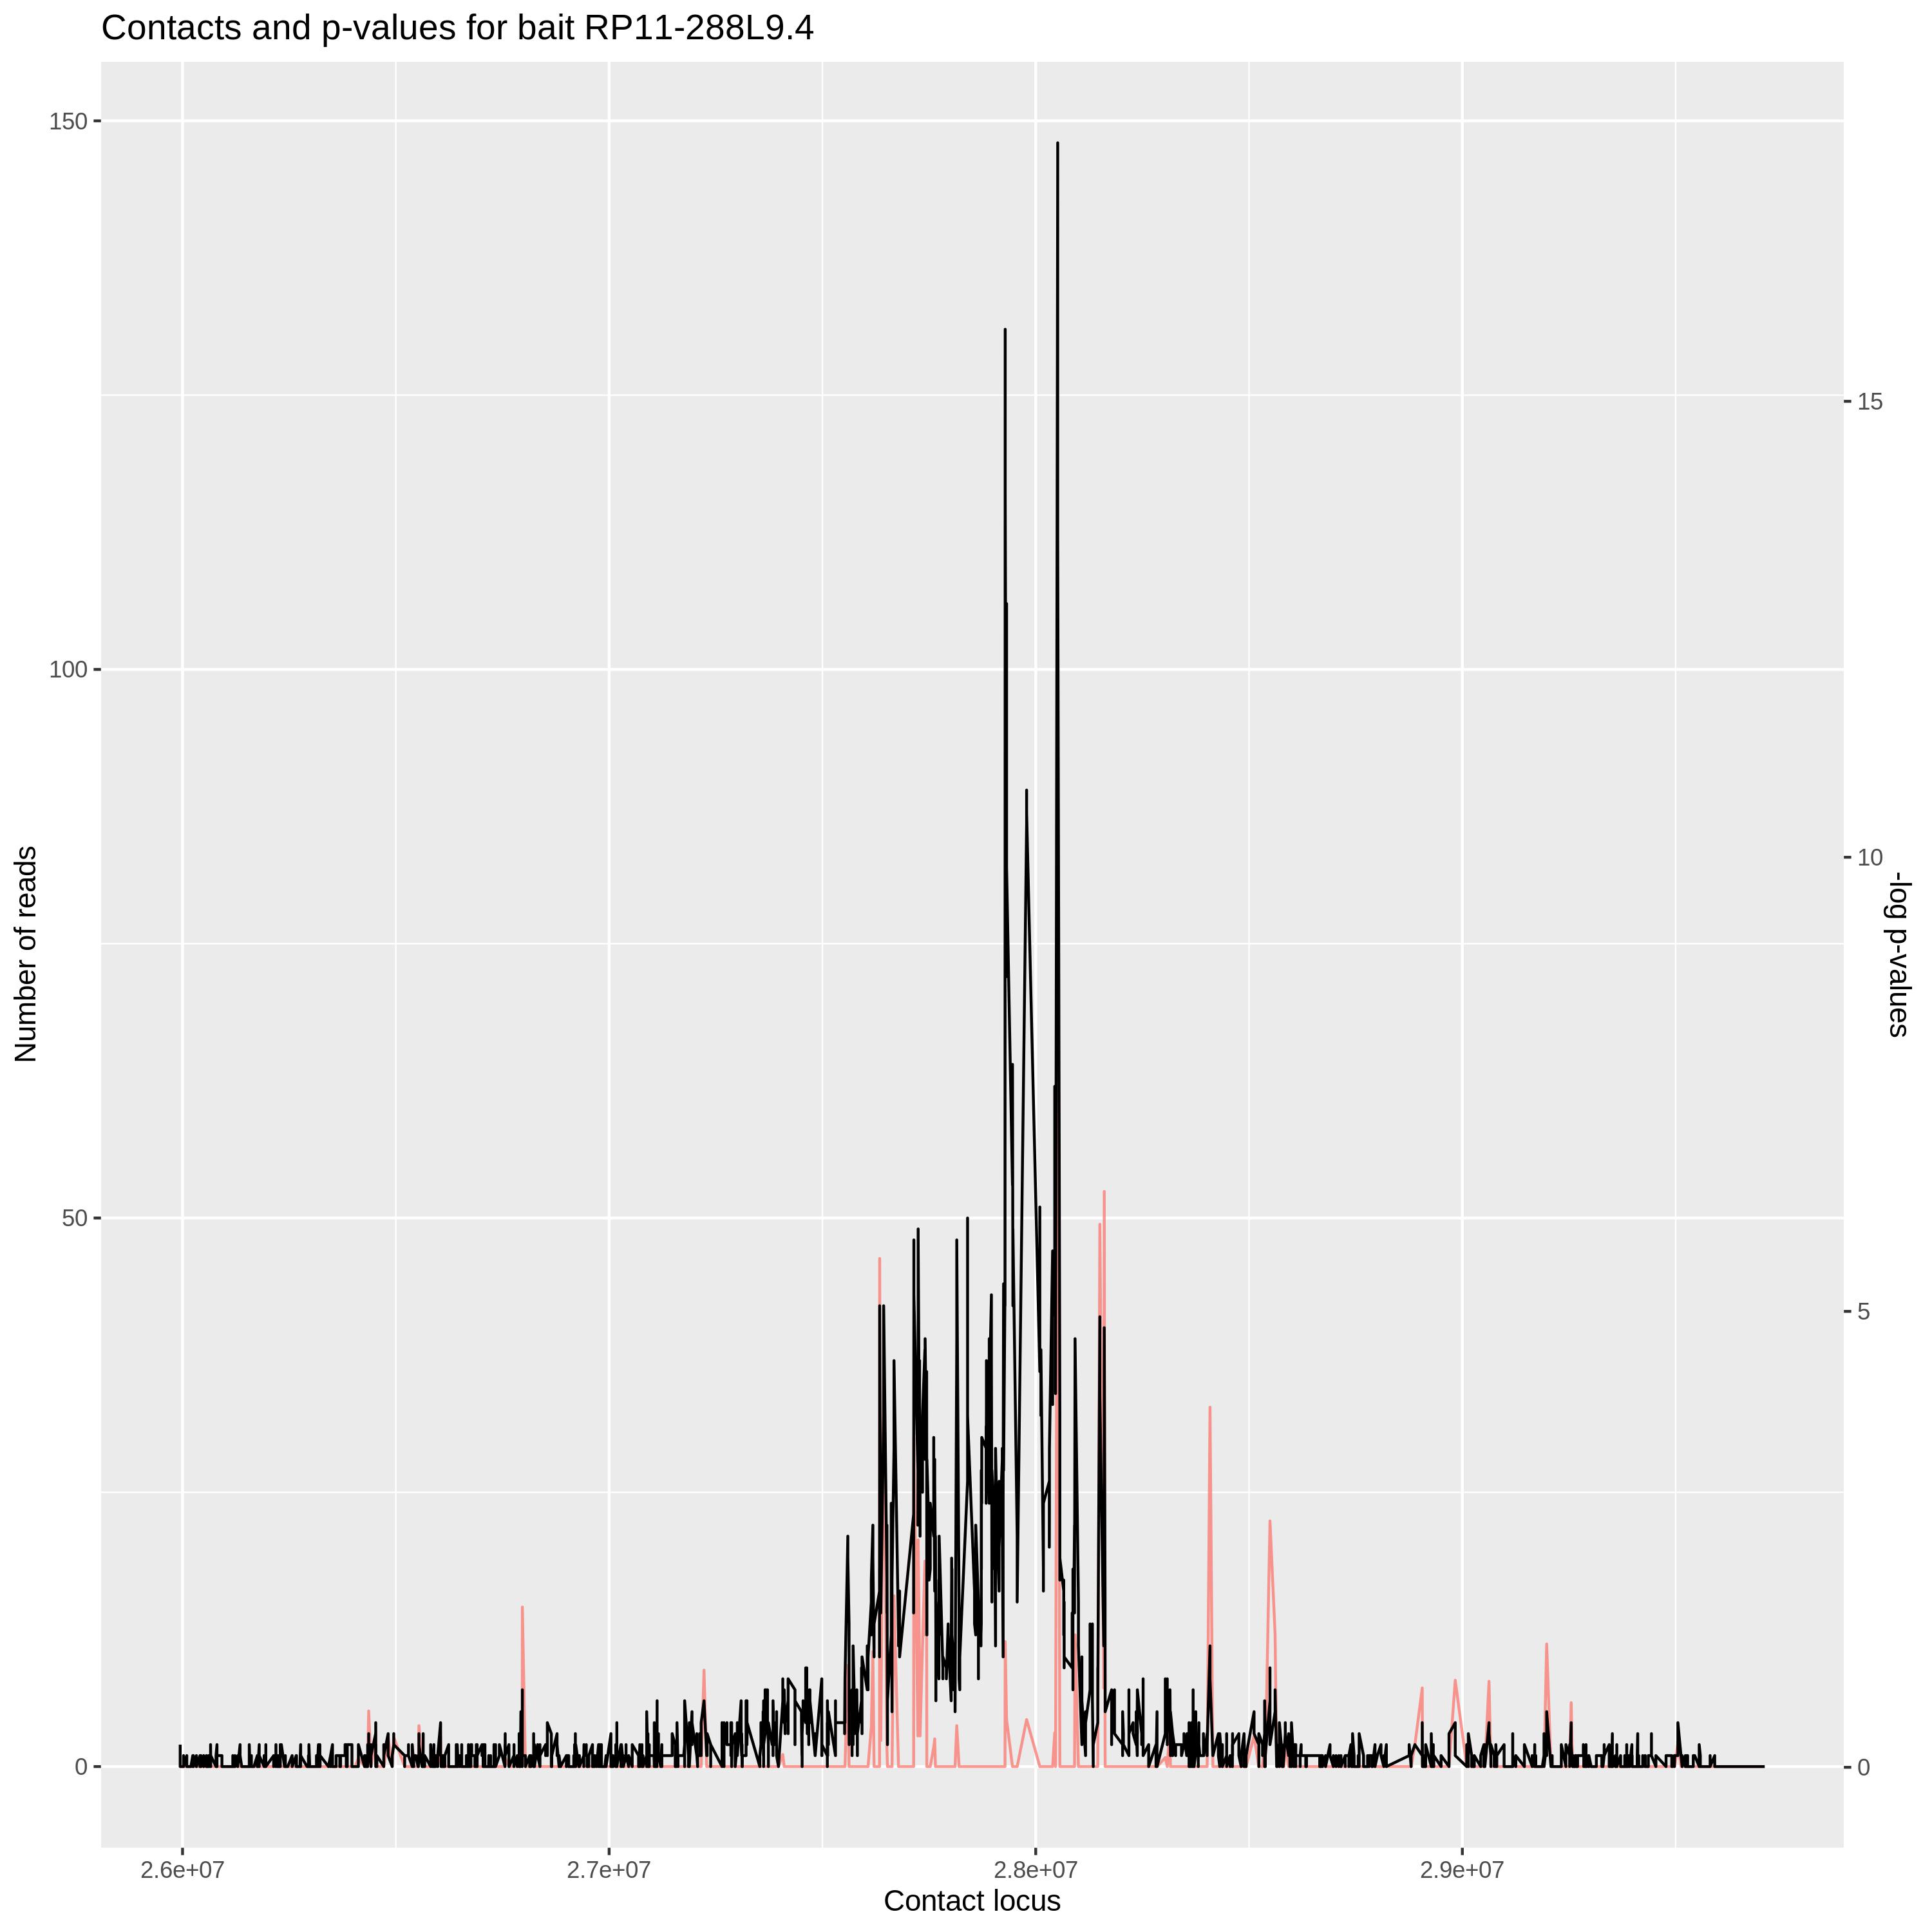 Contacts and p-values for bait RP11-288L9.4
150
100
50
0
Number of reads
15
10
5
0
-log p-values
2.6e+07
2.7e+07
2.8e+07
2.9e+07
Contact locus